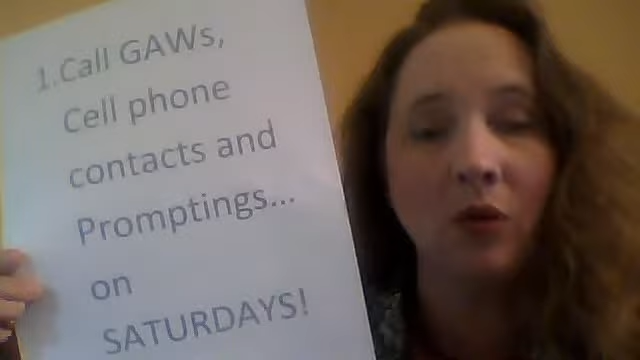 1.Call GAWs,
Cell phone
contacts and
Promptings...
on
SATURDAYS!